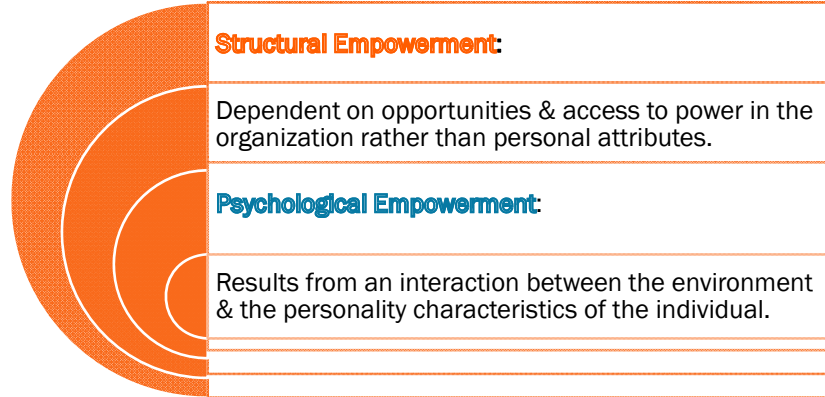 Structural Empowerment:
Dependent on opportunities & access to power in the
organization rather than personal attributes.
Psychological Empowerment:
Results from an interaction between the environment
& the personality characteristics of the individual.